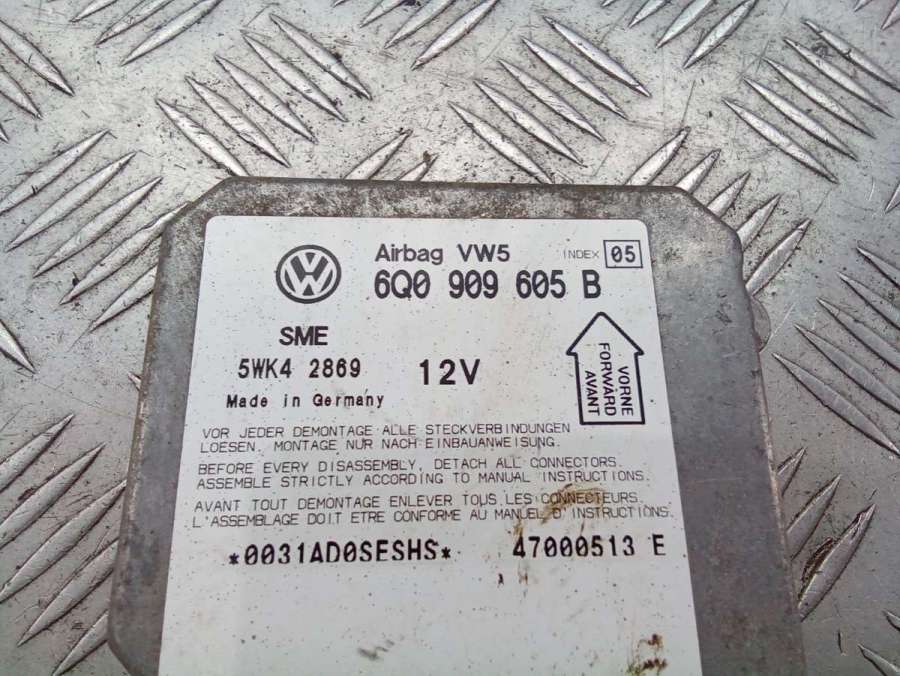 Airbag VW5 INDEX 05
6Q0 909 605 B
SME
5WK4 2869 12V
Made in Germany
VORNE
FORWARD
AVANT
VOR JEDER DEMONTAGE ALLE STECKVERBINDUNGEN
LOESEN. MONTAGE NUR NACH EINBAUANWEISUNG.
BEFORE EVERY DISASSEMBLY, DETACH ALL CONNECTORS.
ASSEMBLE STRICTLY ACCORDING TO MANUAL INSTRUCTIONS.
AVANT TOUT DEMONTAGE ENLEVER TOUS LES CONNECTEURS.
L'ASSEMBLAGE DOIT ETRE CONFORME AU MANUEL D'INSTRUCTIONS.
*0031AD0SESHS* 47000513 E